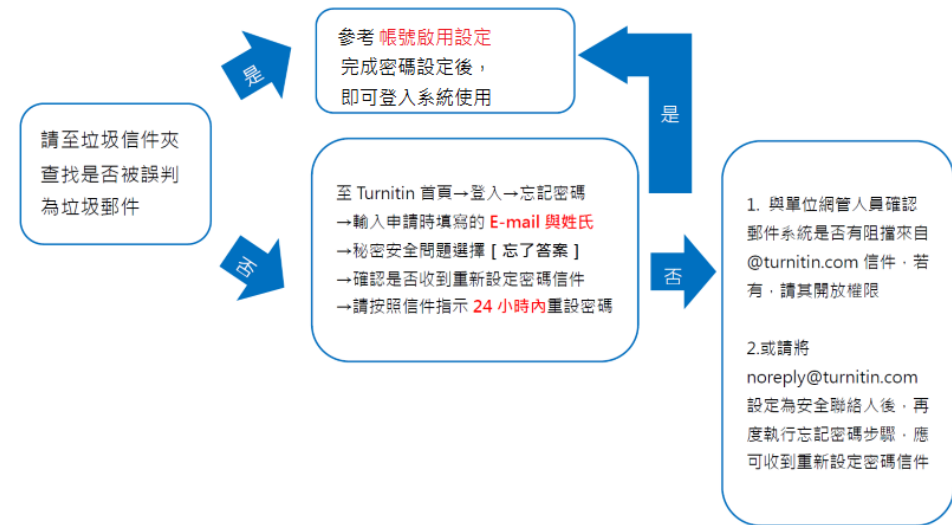 參考 帳號啟用設定
完成密碼設定後，
即可登入系統使用
是
是
請至垃圾信件夾
查找是否被誤判
為垃圾郵件
否
至 Turnitin 首頁→登入→忘記密碼
→輸入申請時填寫的 E-mail 與姓氏
→秘密安全問題選擇 [ 忘了答案 ]
→確認是否收到重新設定密碼信件
→請按照信件指示 24 小時內重設密碼
否
1. 與單位網管人員確認
郵件系統是否有阻擋來自
@turnitin.com 信件，若
有，請其開放權限
2.或請將
noreply@turnitin.com
設定為安全聯絡人後，再
度執行忘記密碼步驟，應
可收到重新設定密碼信件